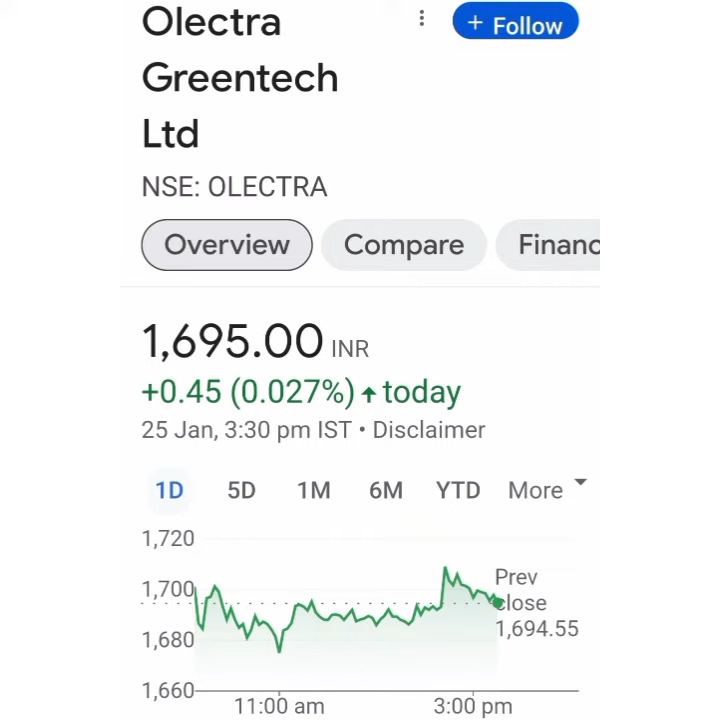 Olectra
Greentech
Ltd
+ Follow
NSE: OLECTRA
Overview
Compare
Financ
1,695.00 INR
+0.45 (0.027%) ↑ today
25 Jan, 3:30 pm IST • Disclaimer
1D 5D 1M 6M YTD More
1,720
1,700
1,680
1,660
Prev
close
1,694.55
11:00 am 3:00 pm